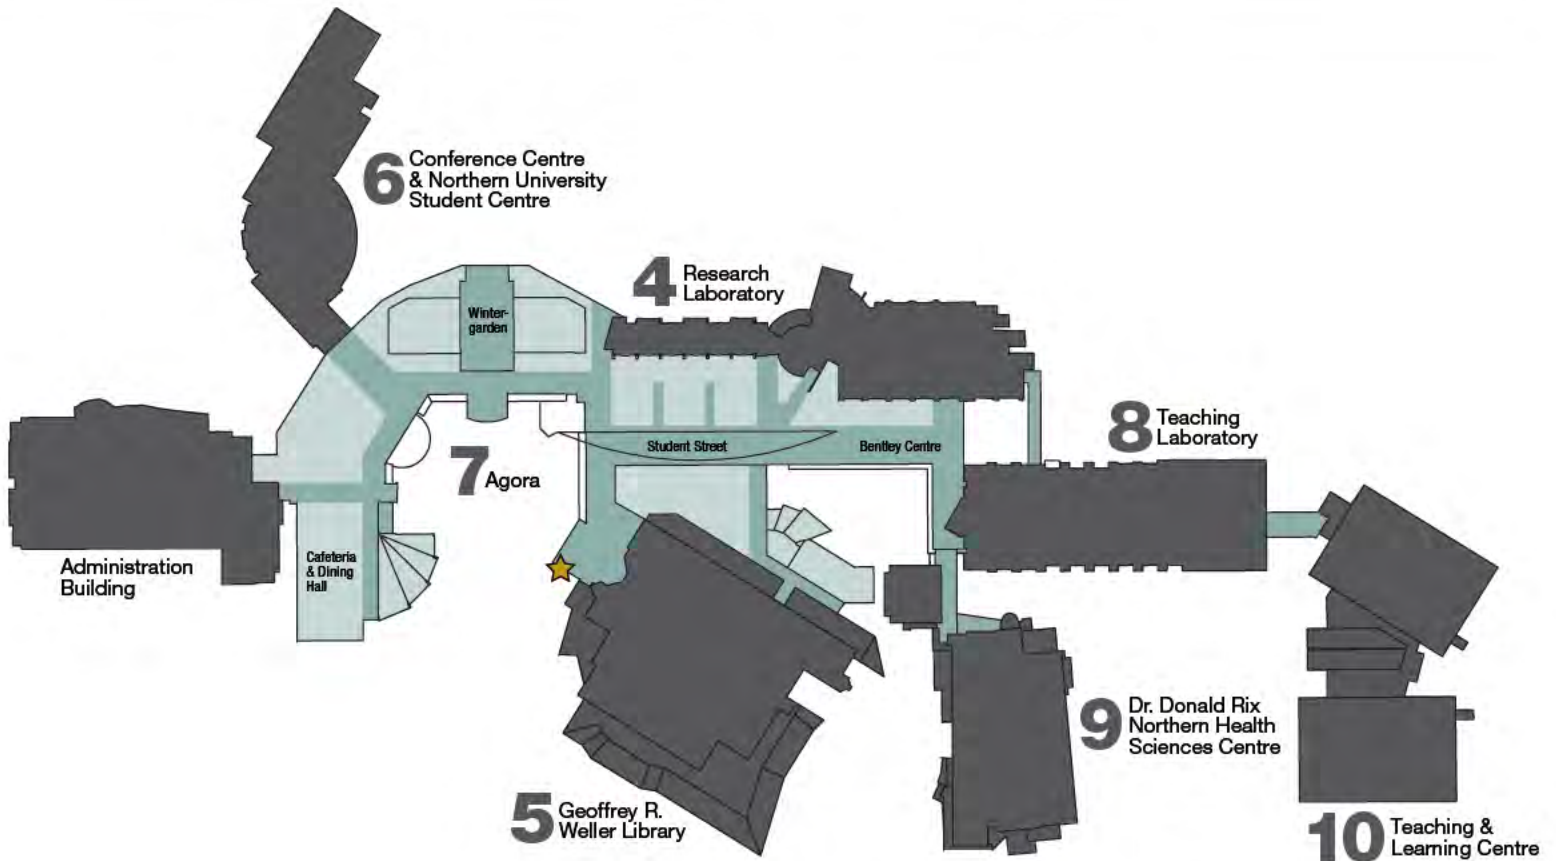 6 Conference Centre
& Northern University
Student Centre
4 Research
Laboratory
Winter-
garden
8 Teaching
Laboratory
Student Street
Bentley Centre
7 Agora
Cafeteria
& Dining
Hall
Administration
Building
9 Dr. Donald Rix
Northern Health
Sciences Centre
5 Geoffrey R.
Weller Library
10 Teaching &
Learning Centre